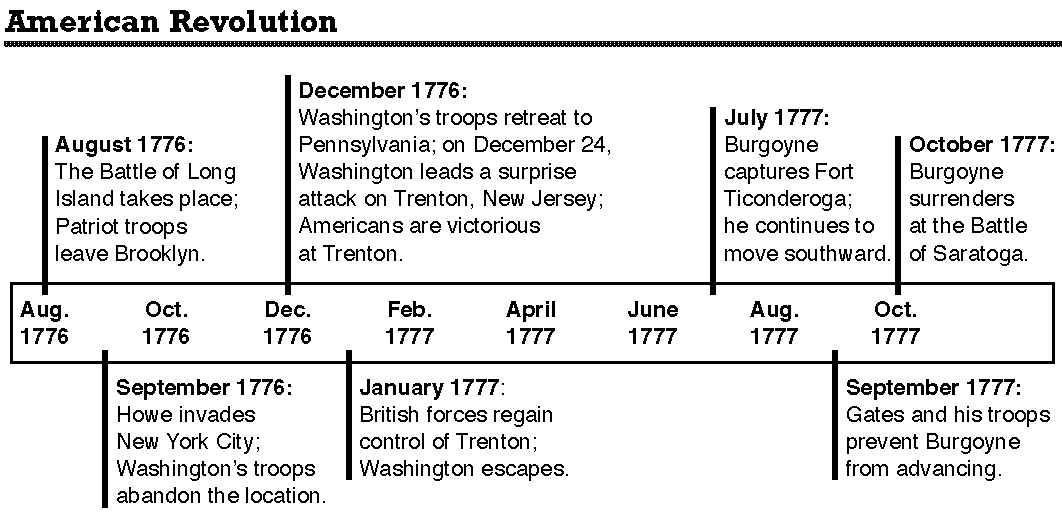 American Revolution
August 1776:
The Battle of Long
Island takes place;
Patriot troops
leave Brooklyn.
December 1776:
Washington's troops retreat to
Pennsylvania; on December 24,
Washington leads a surprise
attack on Trenton, New Jersey;
Americans are victorious
at Trenton.
July 1777:
Burgoyne
captures Fort
Ticonderoga;
he continues to
move southward.
October 1777:
Burgoyne
surrenders
at the Battle
of Saratoga.
Aug. Oct. Dec. Feb. April June Aug. Oct.
1776 1776 1776 1777 1777 1777 1777 1777
September 1776:
Howe invades
New York City;
Washington's troops
abandon the location.
January 1777:
British forces regain
control of Trenton;
Washington escapes.
September 1777:
Gates and his troops
prevent Burgoyne
from advancing.